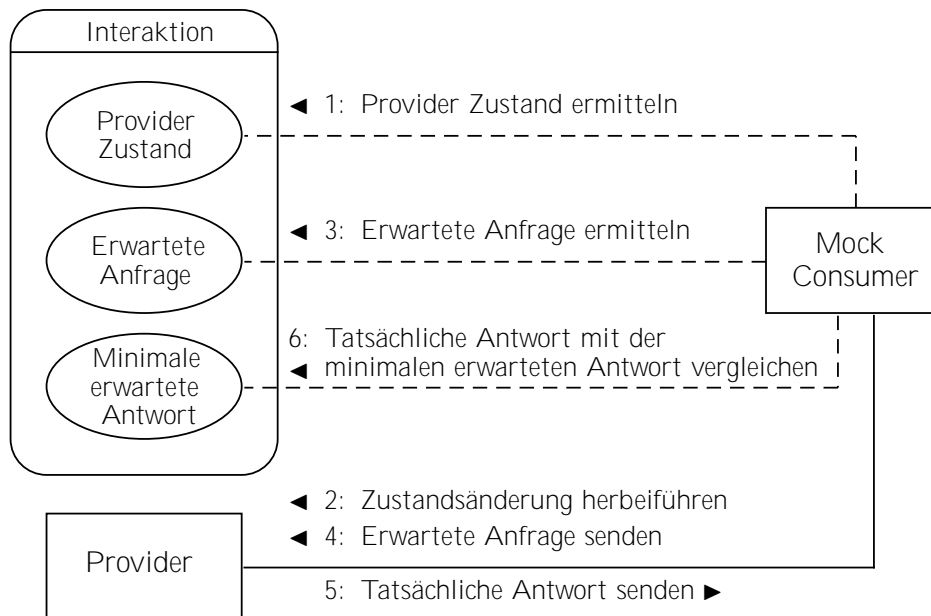 Interaktion
Provider
Zustand
◄ 1: Provider Zustand ermitteln
Erwartete
Anfrage
◄ 3: Erwartete Anfrage ermitteln
Mock
Consumer
Minimale
erwartete
Antwort
6: Tatsächliche Antwort mit der
◄ minimalen erwarteten Antwort vergleichen
◄ 2: Zustandsänderung herbeiführen
◄ 4: Erwartete Anfrage senden
Provider
5: Tatsächliche Antwort senden ►